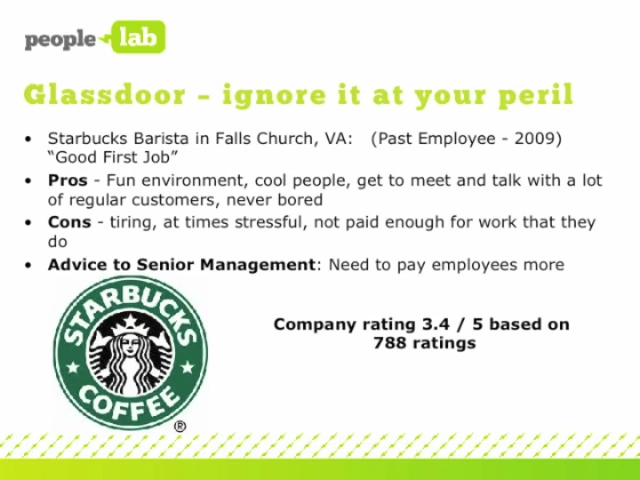 people lab
Glassdoor – ignore it at your peril
• Starbucks Barista in Falls Church, VA: (Past Employee - 2009)
“Good First Job”
• Pros - Fun environment, cool people, get to meet and talk with a lot
of regular customers, never bored
• Cons - tiring, at times stressful, not paid enough for work that they
do
• Advice to Senior Management: Need to pay employees more
STARBUCKS
COFFEE
®
Company rating 3.4 / 5 based on
788 ratings